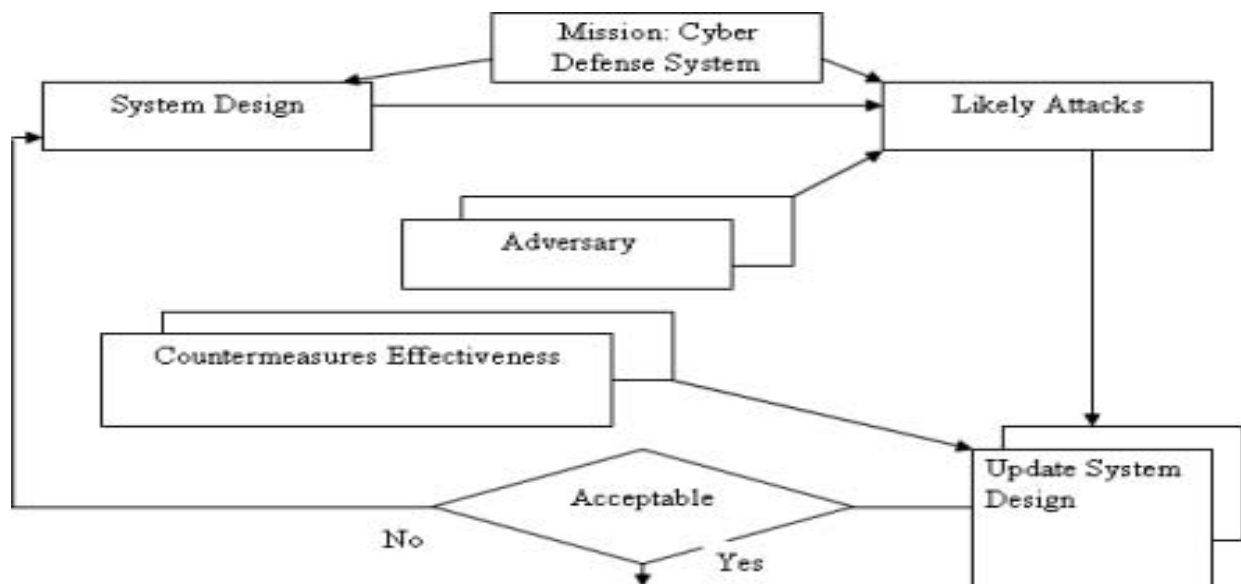 Mission: Cyber
Defense System
System Design
Likely Attacks
Adversary
Countermeasures Effectiveness
Update System
Design
Acceptable
No
Yes